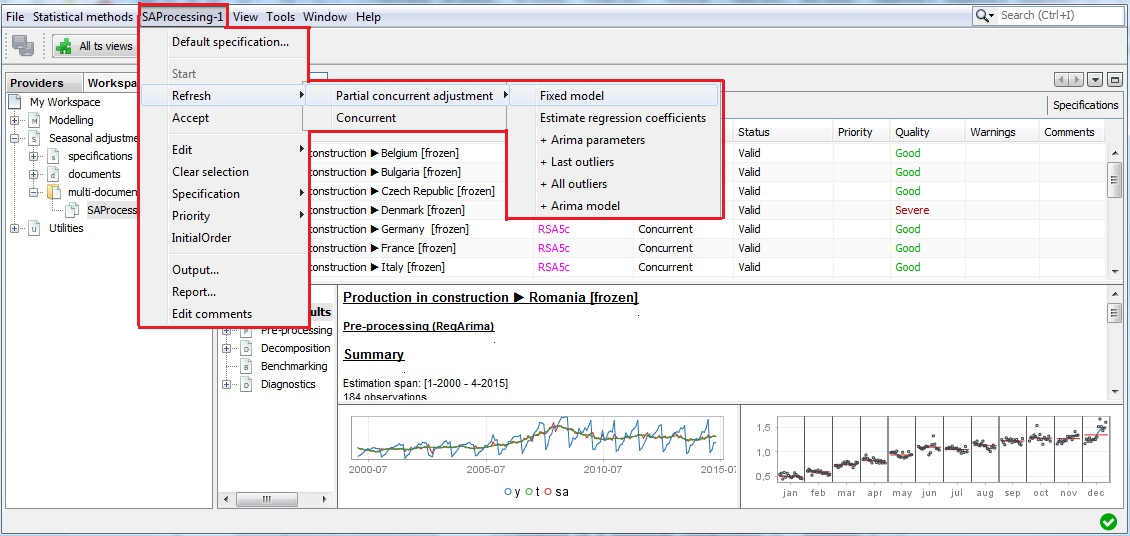 File Statistical methods SAProcessing-1 View Tools Window Help Search (Ctrl+I)
All ts views
Default specification...
Start
Refresh
Accept
Edit
Clear selection
Specification
Priority
InitialOrder
Output...
Report...
Edit comments
Partial concurrent adjustment
Concurrent
Fixed model
Estimate regression coefficients
+ Arima parameters
+ Last outliers
+ All outliers
+ Arima model
Providers Workspa
My Workspace
Modelling
Seasonal adjustme
specifications
documents
multi-documen
SAProcess
Utilities
Specifications
Status Priority Quality Warnings Comments
construction ▶ Belgium [frozen] Valid Good
construction ▶ Bulgaria [frozen] Valid Good
construction ▶ Czech Republic [frozen] Valid Good
construction ▶ Denmark [frozen] Valid Severe
construction ▶ Germany [frozen] RSA5c Concurrent Valid Good
construction ▶ France [frozen] RSA5c Concurrent Valid Good
construction ▶ Italy [frozen] RSA5c Concurrent Valid Good
ults
Pre-processing
Decomposition
Benchmarking
Diagnostics
Production in construction ▶ Romania [frozen]
Pre-processing (RegArima)
Summary
Estimation span: [1-2000 - 4-2015]
184 observations
2000-07 2005-07 2010-07 2015-07
y t sa
1,5
1,0
0,5
jan feb mar apr may jun jul aug sep oct nov dec